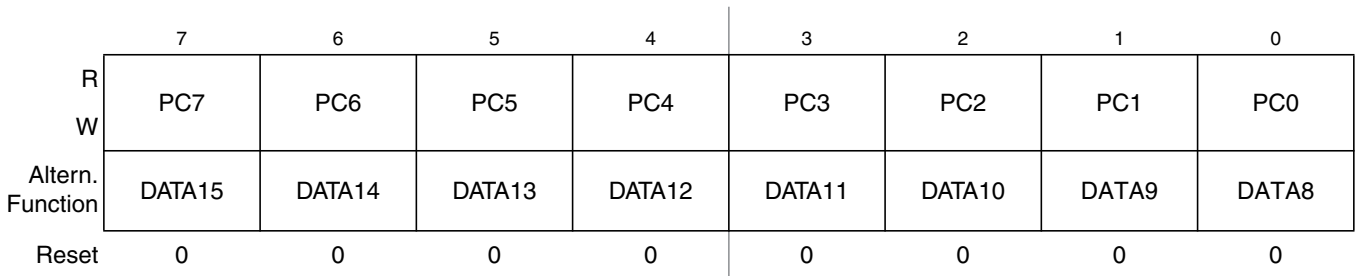 7 6 5 4 3 2 1 0
R
W
PC7 PC6 PC5 PC4 PC3 PC2 PC1 PC0
Altern.
Function
DATA15 DATA14 DATA13 DATA12 DATA11 DATA10 DATA9 DATA8
Reset 0 0 0 0 0 0 0 0